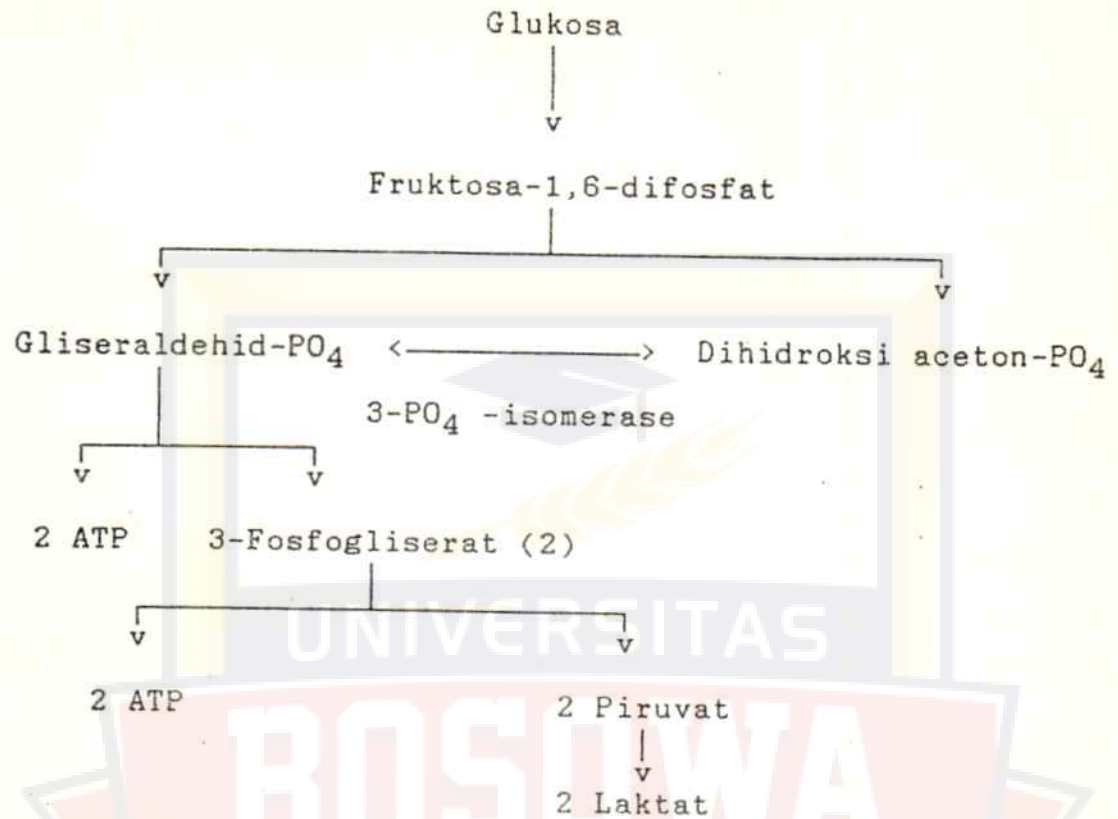 Glukosa
Fruktosa-1,6-difosfat
Gliseraldehid-PO4 <——————> Dihidroksi aceton-PO4
3-PO4 -isomerase
2 ATP 3-Fosfogliserat (2)
UNIVERSITAS
2 ATP 2 Piruvat
BOSOWA
2 Laktat